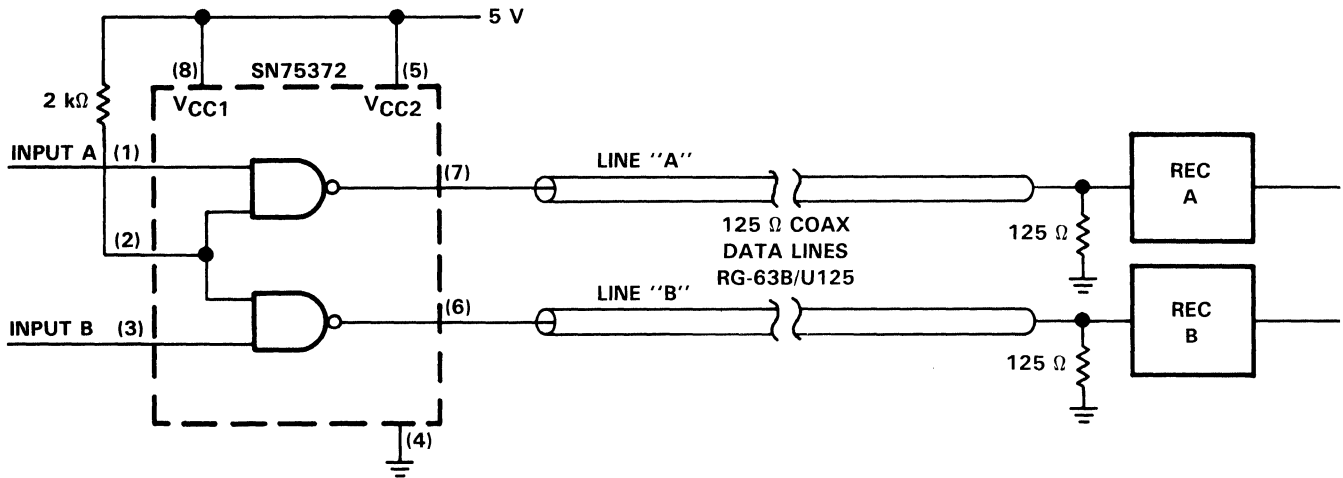 5 V
(8) SN75372 (5)
VCC1 VCC2
2 kΩ
INPUT A (1)
(2)
INPUT B (3)
(7)
(6)
(4)
LINE "A"
125 Ω COAX
DATA LINES
RG-63B/U125
LINE "B"
125 Ω
REC
A
125 Ω
REC
B